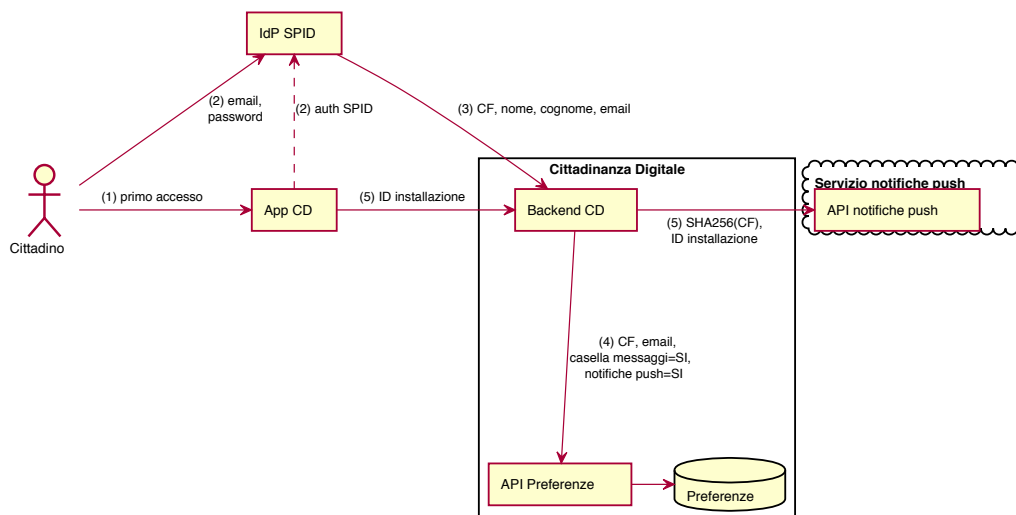 IdP SPID
(2) email,
password
(2) auth SPID
(3) CF, nome, cognome, email
Cittadinanza Digitale
Servizio notifiche push
Cittadino
(1) primo accesso
App CD
(5) ID installazione
Backend CD
(5) SHA256(CF),
ID installazione
API notifiche push
(4) CF, email,
casella messaggi=SI,
notifiche push=SI
API Preferenze
Preferenze